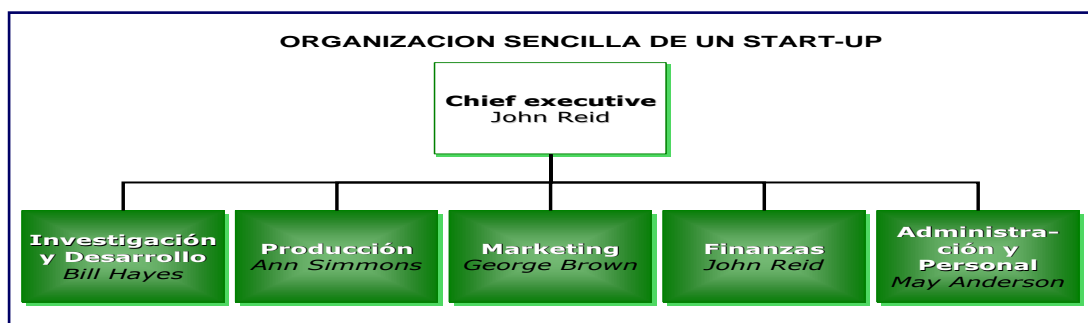 ORGANIZACION SENCILLA DE UN START-UP
Chief executive
John Reid
Investigación
y Desarrollo
Bill Hayes
Producción
Ann Simmons
Marketing
George Brown
Finanzas
John Reid
Administra-
ción y
Personal
May Anderson